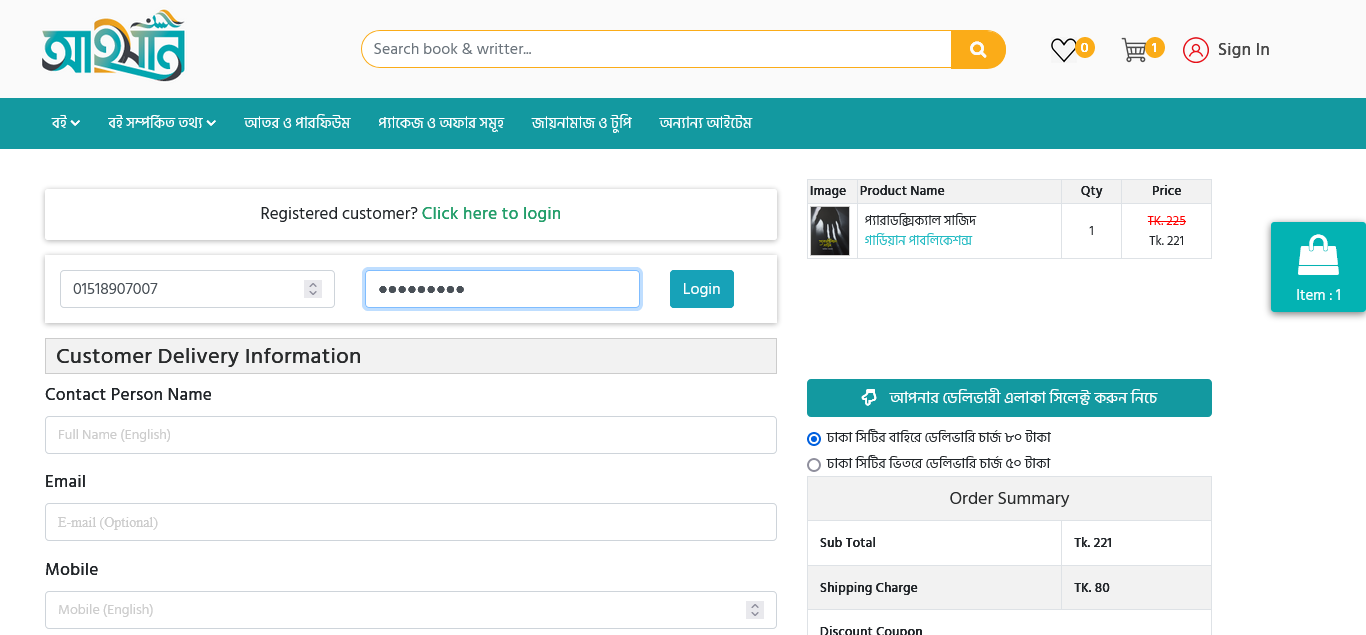 আহসান
Search book & writter...
0
1
Sign In
বই
বই সম্পর্কিত তথ্য
আতর ও পারফিউম
প্যাকেজ ও অফার সমূহ
জায়নামাজ ও টুপি
অন্যান্য আইটেম
Registered customer? Click here to login
01518907007
●●●●●●●●●
Login
Customer Delivery Information
Contact Person Name
Full Name (English)
Email
E-mail (Optional)
Mobile
Mobile (English)
Image Product Name Qty Price
প্যারাডক্সিক্যাল সাজিদ
গার্ডিয়ান পাবলিকেশন্স
1
TK. 225
Tk. 221
Item : 1
আপনার ডেলিভারী এলাকা সিলেক্ট করুন নিচে
ঢাকা সিটির বাহিরে ডেলিভারি চার্জ ৮০ টাকা
ঢাকা সিটির ভিতরে ডেলিভারি চার্জ ৫০ টাকা
Order Summary
Sub Total Tk. 221
Shipping Charge TK. 80
Discount Coupon